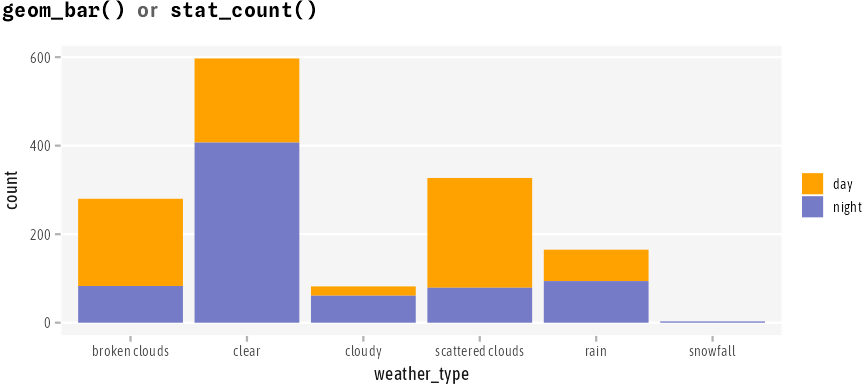 geom_bar() or stat_count()
600
400
200
0
count
broken clouds
clear
cloudy
scattered clouds
rain
snowfall
weather_type
day
night